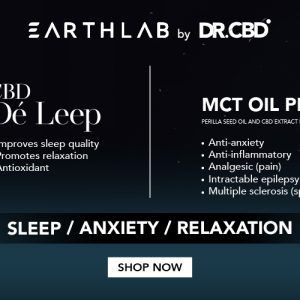 EARTHLAB by DR.CBD
CBD
Dé Leep
Improves sleep quality
Promotes relaxation
Antioxidant
MCT OIL
PERILLA SEED OIL AND CBD EXTRACT
• Anti-anxiety
• Anti-inflammatory
• Analgesic (pain)
• Intractable epilepsy
• Multiple sclerosis
SLEEP / ANXIETY / RELAXATION
SHOP NOW